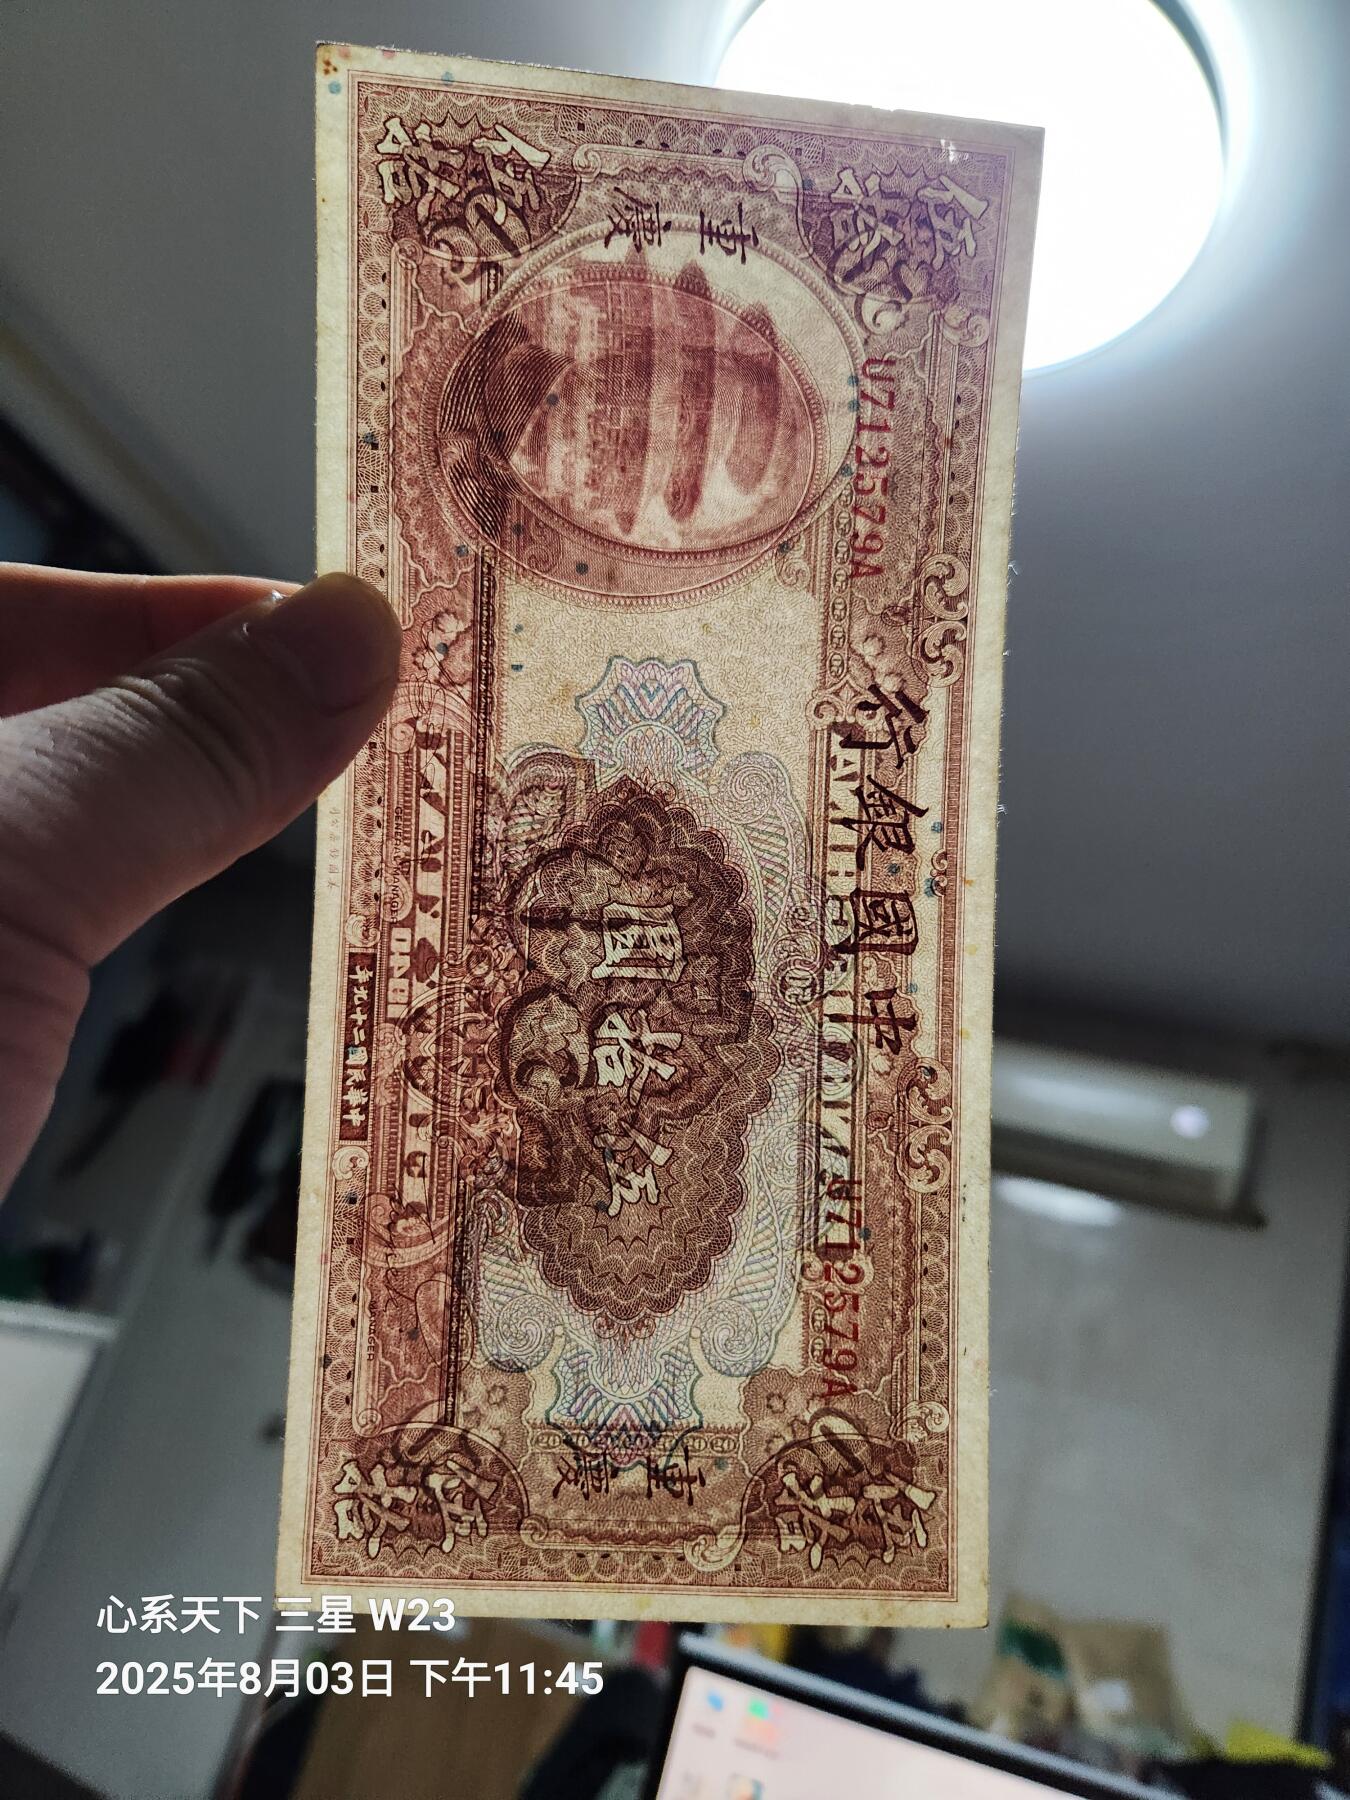 行銀國中
U712579A
U712579A
圓拾伍
伍拾
伍拾
伍拾
伍拾
重慶
重慶
年九十二國民華中
心系天下 三星 W23
2025年8月03日 下午11:45